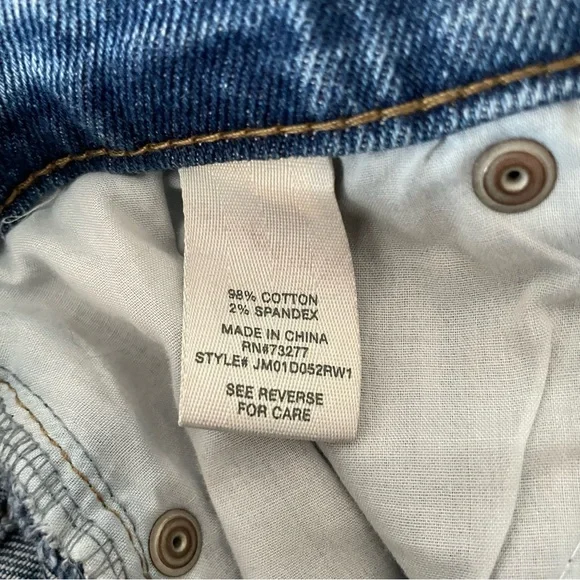 98% COTTON
2% SPANDEX
MADE IN CHINA
RN#73277
STYLE# JM01D052RW1
SEE REVERSE
FOR CARE